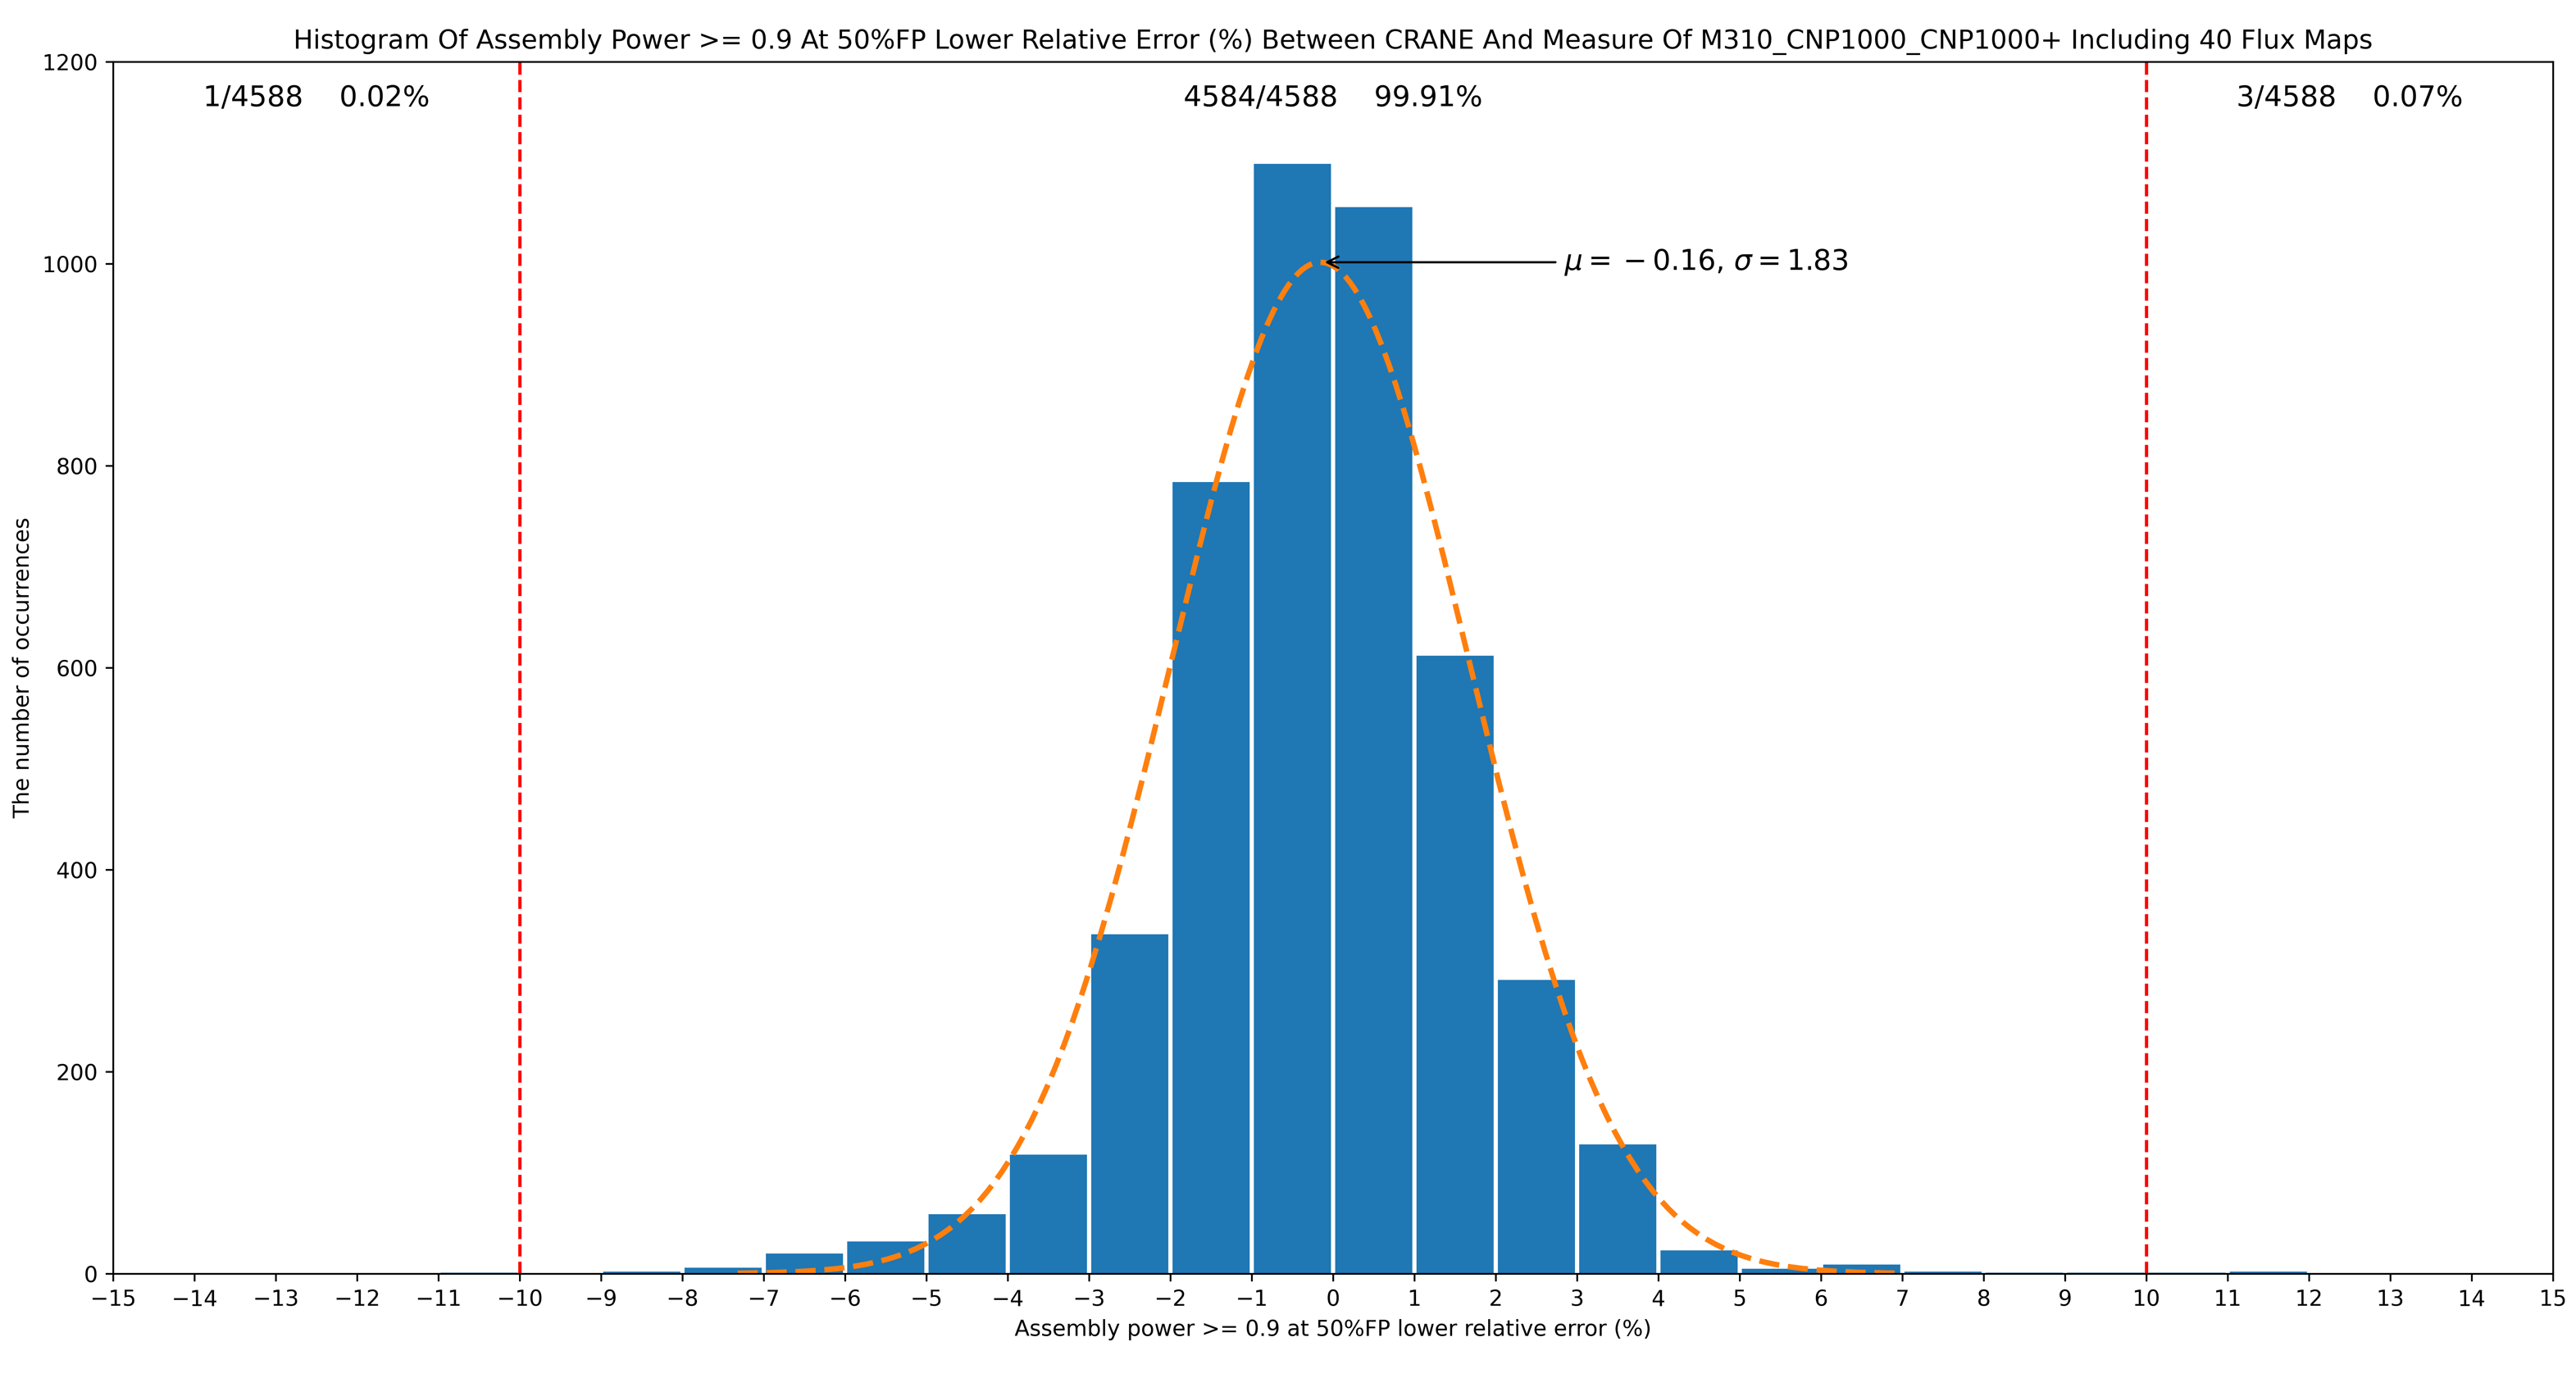 Histogram Of Assembly Power >= 0.9 At 50%FP Lower Relative Error (%) Between CRANE And Measure Of M310_CNP1000_CNP1000+ Including 40 Flux Maps
1/4588 0.02%
4584/4588 99.91%
3/4588 0.07%
μ = −0.16, σ = 1.83
The number of occurrences
1200
1000
800
600
400
200
0
−15 −14 −13 −12 −11 −10 −9 −8 −7 −6 −5 −4 −3 −2 −1 0 1 2 3 4 5 6 7 8 9 10 11 12 13 14 15
Assembly power >= 0.9 at 50%FP lower relative error (%)